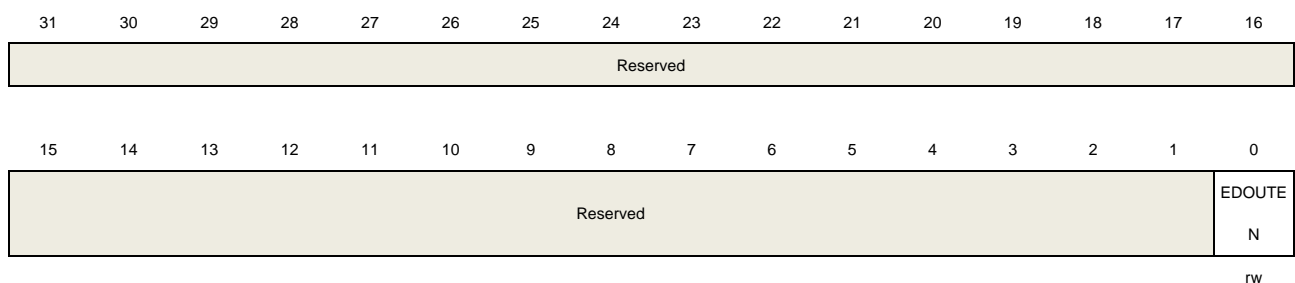 31 30 29 28 27 26 25 24 23 22 21 20 19 18 17 16
Reserved
15 14 13 12 11 10 9 8 7 6 5 4 3 2 1 0
Reserved
EDOUTE
N
rw